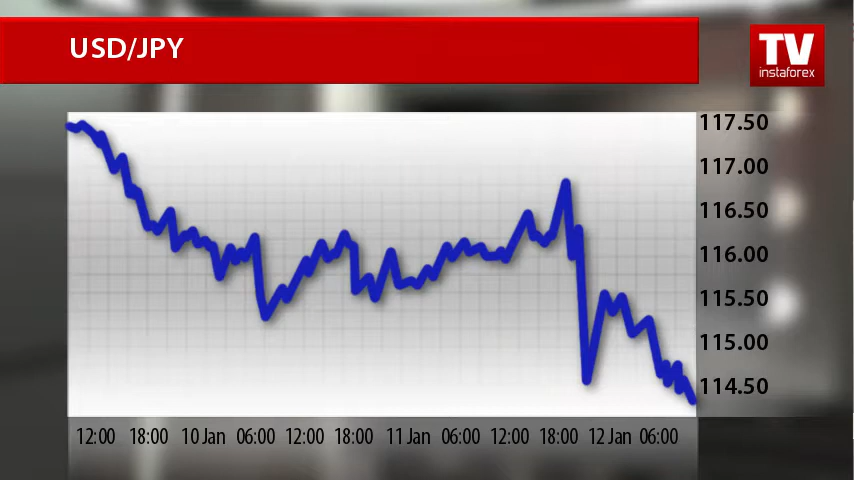 USD/JPY
TV
instaforex
117.50
117.00
116.50
116.00
115.50
115.00
114.50
12:00 18:00 10 Jan 06:00 12:00 18:00 11 Jan 06:00 12:00 18:00 12 Jan 06:00